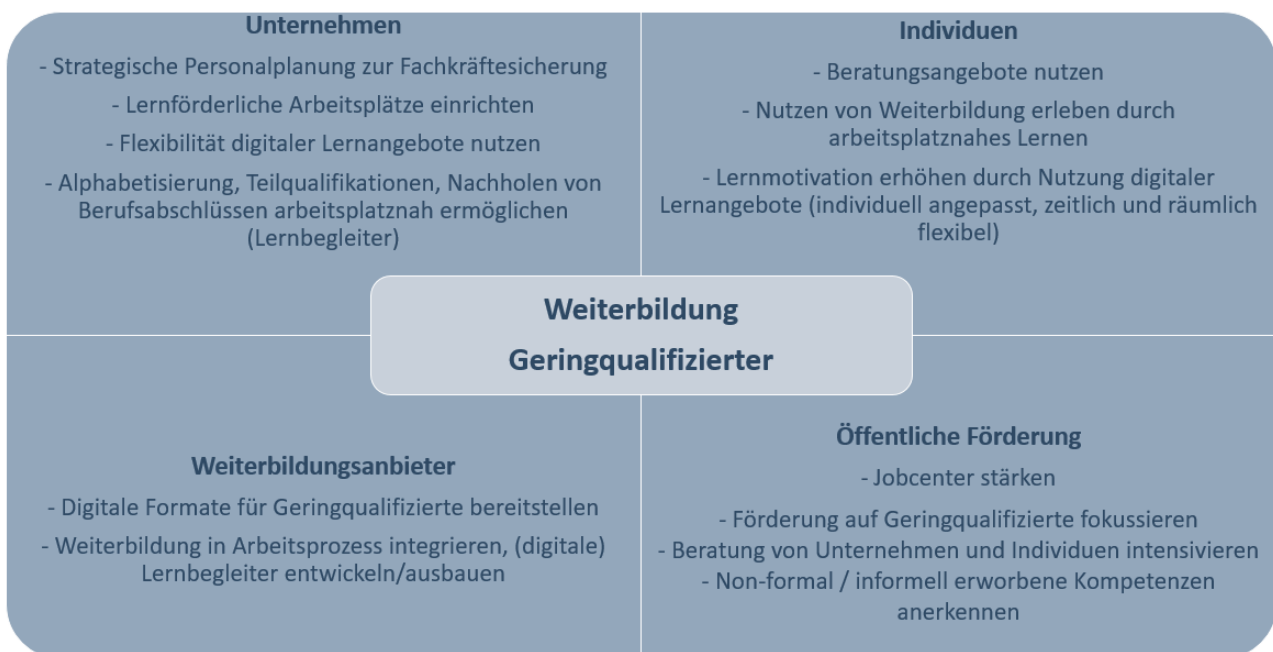 Unternehmen
- Strategische Personalplanung zur Fachkräftesicherung
- Lernförderliche Arbeitsplätze einrichten
- Flexibilität digitaler Lernangebote nutzen
- Alphabetisierung, Teilqualifikationen, Nachholen von
Berufsabschlüssen arbeitsplatznah ermöglichen
(Lernbegleiter)
Individuen
- Beratungsangebote nutzen
- Nutzen von Weiterbildung erleben durch
arbeitsplatznahes Lernen
- Lernmotivation erhöhen durch Nutzung digitaler
Lernangebote (individuell angepasst, zeitlich und räumlich
flexibel)
Weiterbildung
Geringqualifizierter
Weiterbildungsanbieter
- Digitale Formate für Geringqualifizierte bereitstellen
- Weiterbildung in Arbeitsprozess integrieren, (digitale)
Lernbegleiter entwickeln/ausbauen
Öffentliche Förderung
- Jobcenter stärken
- Förderung auf Geringqualifizierte fokussieren
- Beratung von Unternehmen und Individuen intensivieren
- Non-formal / informell erworbene Kompetenzen
anerkennen